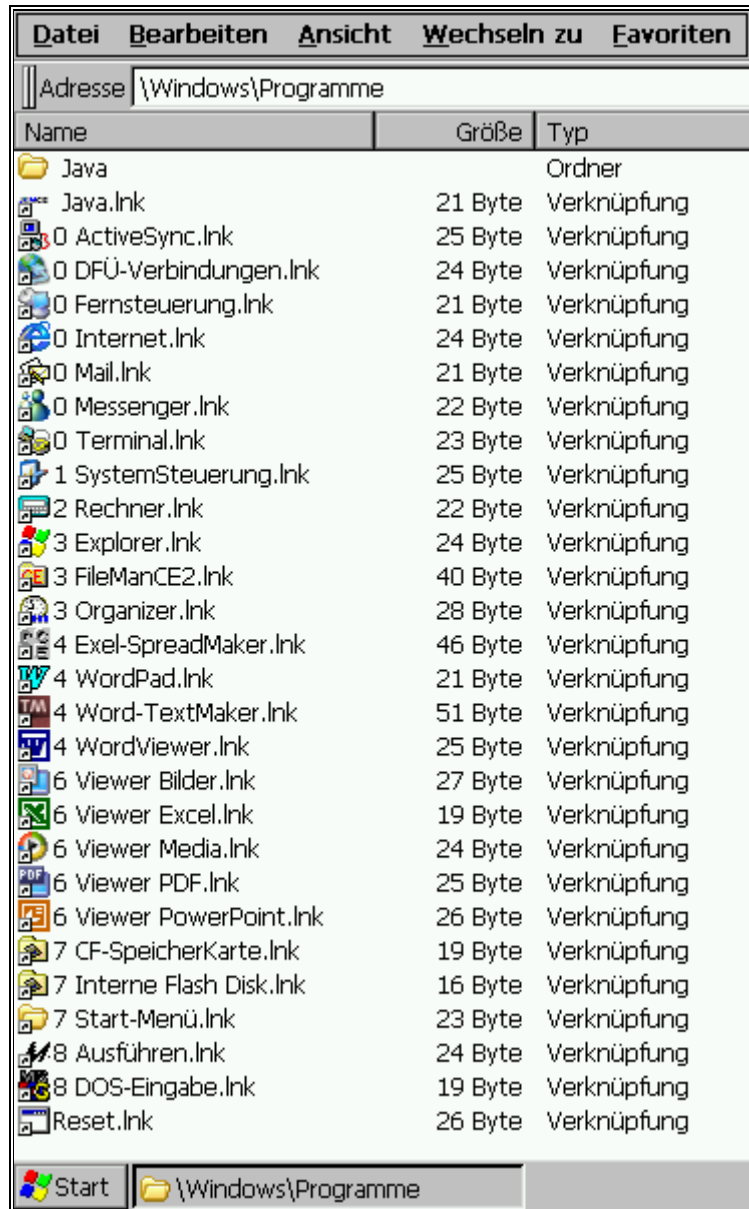 Datei Bearbeiten Ansicht Wechseln zu Favoriten
Adresse \Windows\Programme
Name Größe Typ
Java Ordner
Java.lnk 21 Byte Verknüpfung
0 ActiveSync.lnk 25 Byte Verknüpfung
0 DFÜ-Verbindungen.lnk 24 Byte Verknüpfung
0 Fernsteuerung.lnk 21 Byte Verknüpfung
0 Internet.lnk 24 Byte Verknüpfung
0 Mail.lnk 21 Byte Verknüpfung
0 Messenger.lnk 22 Byte Verknüpfung
0 Terminal.lnk 23 Byte Verknüpfung
1 SystemSteuerung.lnk 25 Byte Verknüpfung
2 Rechner.lnk 22 Byte Verknüpfung
3 Explorer.lnk 24 Byte Verknüpfung
3 FileManCE2.lnk 40 Byte Verknüpfung
3 Organizer.lnk 28 Byte Verknüpfung
4 Exel-SpreadMaker.lnk 46 Byte Verknüpfung
4 WordPad.lnk 21 Byte Verknüpfung
4 Word-TextMaker.lnk 51 Byte Verknüpfung
4 WordViewer.lnk 25 Byte Verknüpfung
6 Viewer Bilder.lnk 27 Byte Verknüpfung
6 Viewer Excel.lnk 19 Byte Verknüpfung
6 Viewer Media.lnk 24 Byte Verknüpfung
6 Viewer PDF.lnk 25 Byte Verknüpfung
6 Viewer PowerPoint.lnk 26 Byte Verknüpfung
7 CF-SpeicherKarte.lnk 19 Byte Verknüpfung
7 Interne Flash Disk.lnk 16 Byte Verknüpfung
7 Start-Menü.lnk 23 Byte Verknüpfung
8 Ausführen.lnk 24 Byte Verknüpfung
8 DOS-Eingabe.lnk 19 Byte Verknüpfung
Reset.lnk 26 Byte Verknüpfung
Start \Windows\Programme